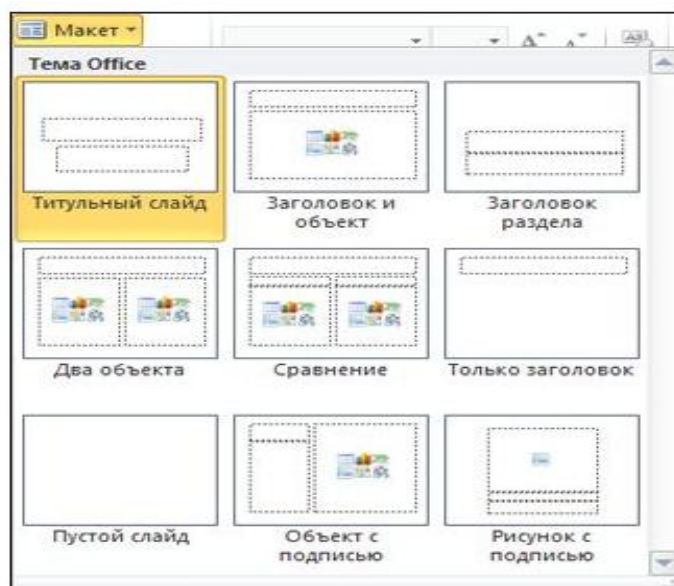 Макет
Тема Office
Титульный слайд
Заголовок и
объект
Заголовок
раздела
Два объекта
Сравнение
Только заголовок
Пустой слайд
Объект с
подписью
Рисунок с
подписью